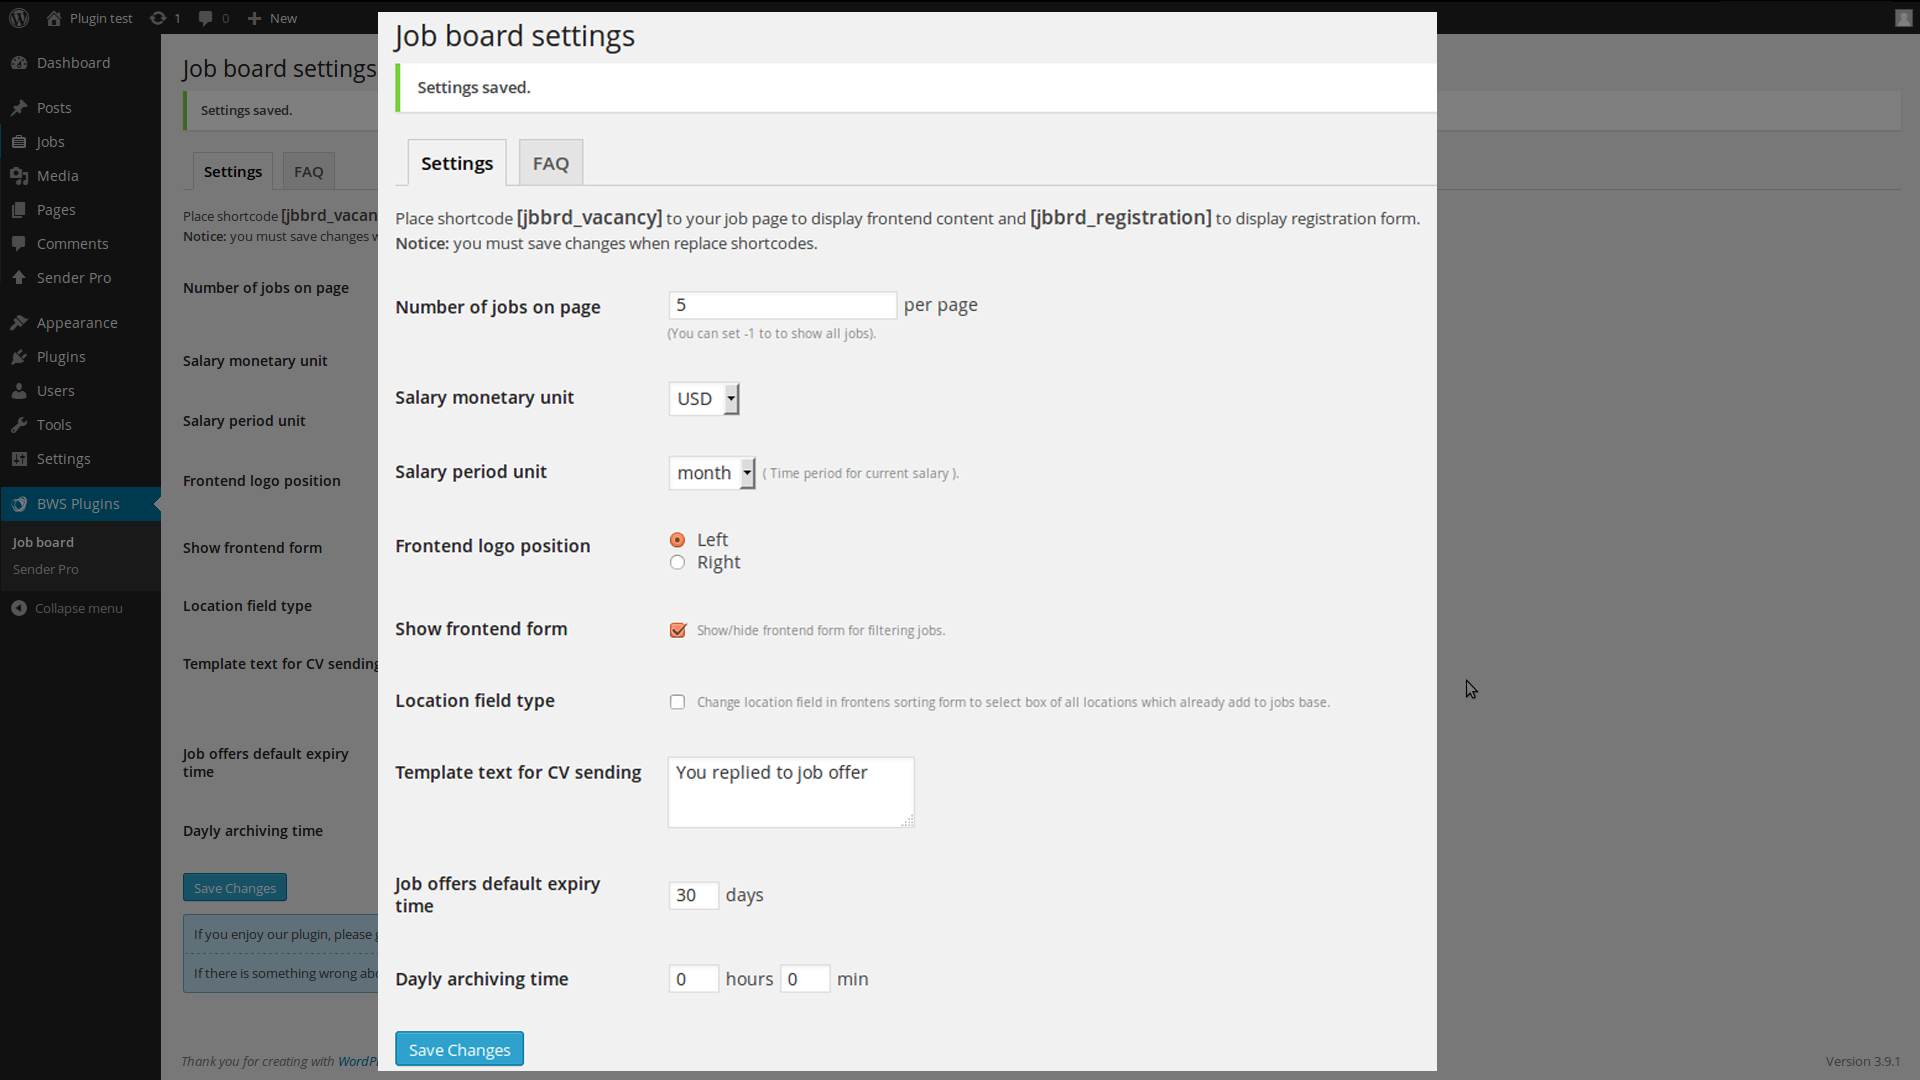 Plugin test
1
0
New
Dashboard
Posts
Jobs
Media
Pages
Comments
Sender Pro
Appearance
Plugins
Users
Tools
Settings
BWS Plugins
Job board
Sender Pro
Collapse menu
Job board settings
Settings saved.
Settings FAQ
Place shortcode [jbbrd_vacan
Notice: you must save changes
Number of jobs on page
Salary monetary unit
Salary period unit
Frontend logo position
Show frontend form
Location field type
Template text for CV sending
Job offers default expiry
time
Dayly archiving time
Save Changes
If you enjoy our plugin, please
If there is something wrong
Thank you for creating with
Version 3.9.1
Job board settings
Settings saved.
Settings FAQ
Place shortcode [jbbrd_vacancy] to your job page to display frontend content and [jbbrd_registration] to display registration form.
Notice: you must save changes when replace shortcodes.
Number of jobs on page 5 per page
(You can set -1 to to show all jobs).
Salary monetary unit USD
Salary period unit month ( Time period for current salary ).
Frontend logo position Left
Right
Show frontend form Show/hide frontend form for filtering jobs.
Location field type Change location field in frontens sorting form to select box of all locations which already add to jobs base.
Template text for CV sending You replied to job offer
Job offers default expiry
time 30 days
Dayly archiving time 0 hours 0 min
Save Changes